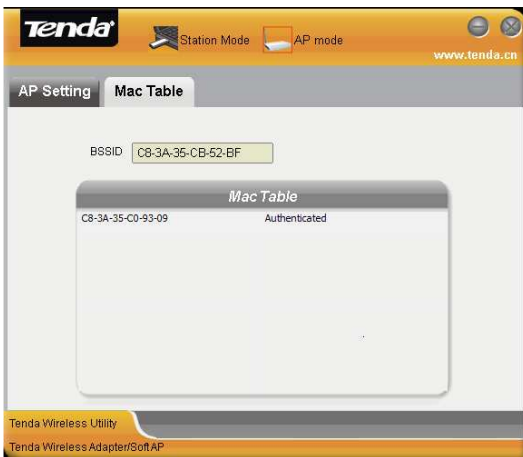 Tenda
Station Mode AP mode
www.tenda.cn
AP Setting Mac Table
BSSID C8-3A-35-CB-52-BF
Mac Table
C8-3A-35-C0-93-09 Authenticated
Tenda Wireless Utility
Tenda Wireless Adapter/Soft AP